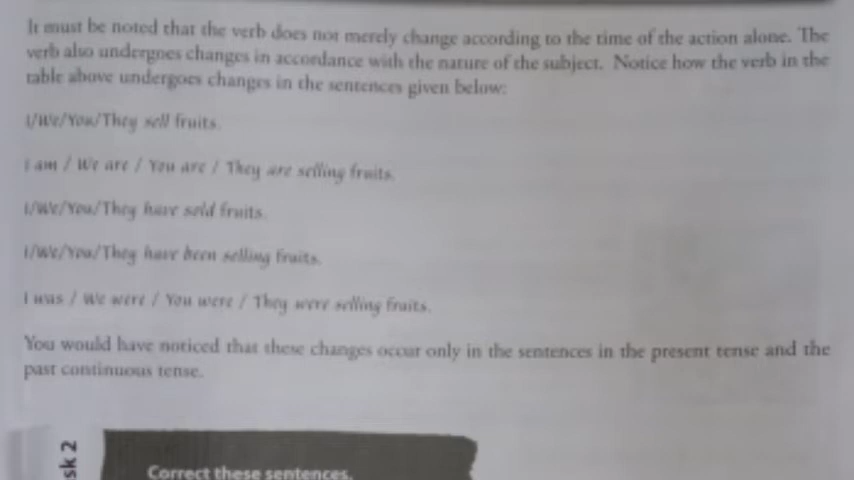 It must be noted that the verb does not merely change according to the time of the action alone. The
verb also undergoes changes in accordance with the nature of the subject. Notice how the verb in the
table above undergoes changes in the sentences given below:
I/We/You/They sell fruits.
I am / We are / You are / They are selling fruits.
I/We/You/They have sold fruits.
I/We/You/They have been selling fruits.
I was / We were / You were / They were selling fruits.
You would have noticed that these changes occur only in the sentences in the present tense and the
past continuous tense.
sk 2
Correct these sentences.